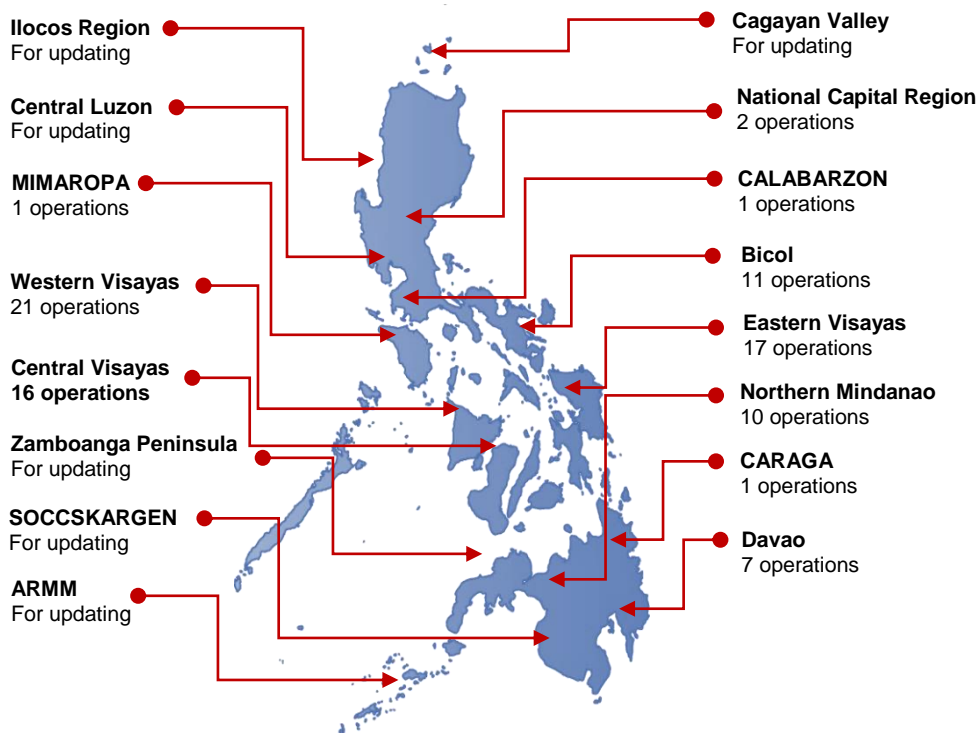 Ilocos Region
For updating
Central Luzon
For updating
MIMAROPA
1 operations
Western Visayas
21 operations
Central Visayas
16 operations
Zamboanga Peninsula
For updating
SOCCSKARGEN
For updating
ARMM
For updating
Cagayan Valley
For updating
National Capital Region
2 operations
CALABARZON
1 operations
Bicol
11 operations
Eastern Visayas
17 operations
Northern Mindanao
10 operations
CARAGA
1 operations
Davao
7 operations